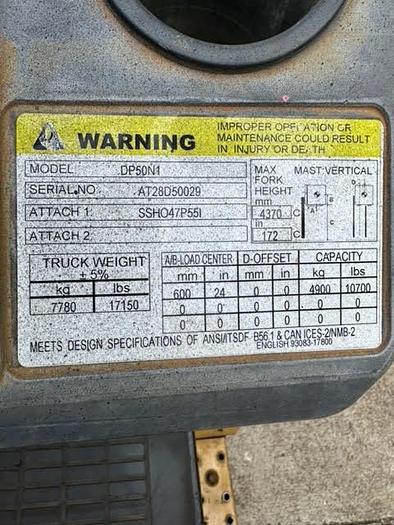 WARNING
IMPROPER OPERATION OR
MAINTENANCE COULD RESULT
IN INJURY OR DEATH.
MODEL DP50N1
SERIAL NO AT28D50029
ATTACH 1 SSHO47P55I
ATTACH 2
MAX FORK HEIGHT MAST:VERTICAL
mm 4370 C
in 172 C
A B C D
TRUCK WEIGHT
± 5%
kg lbs
7780 17150
A/B-LOAD CENTER D-OFFSET CAPACITY
mm in mm in kg lbs
600 24 0 0 4900 10700
0 0 0 0 0 0
0 0 0 0 0 0
MEETS DESIGN SPECIFICATIONS OF ANSI/ITSDF B56.1 & CAN ICES-2/NMB-2
ENGLISH 93083-17800